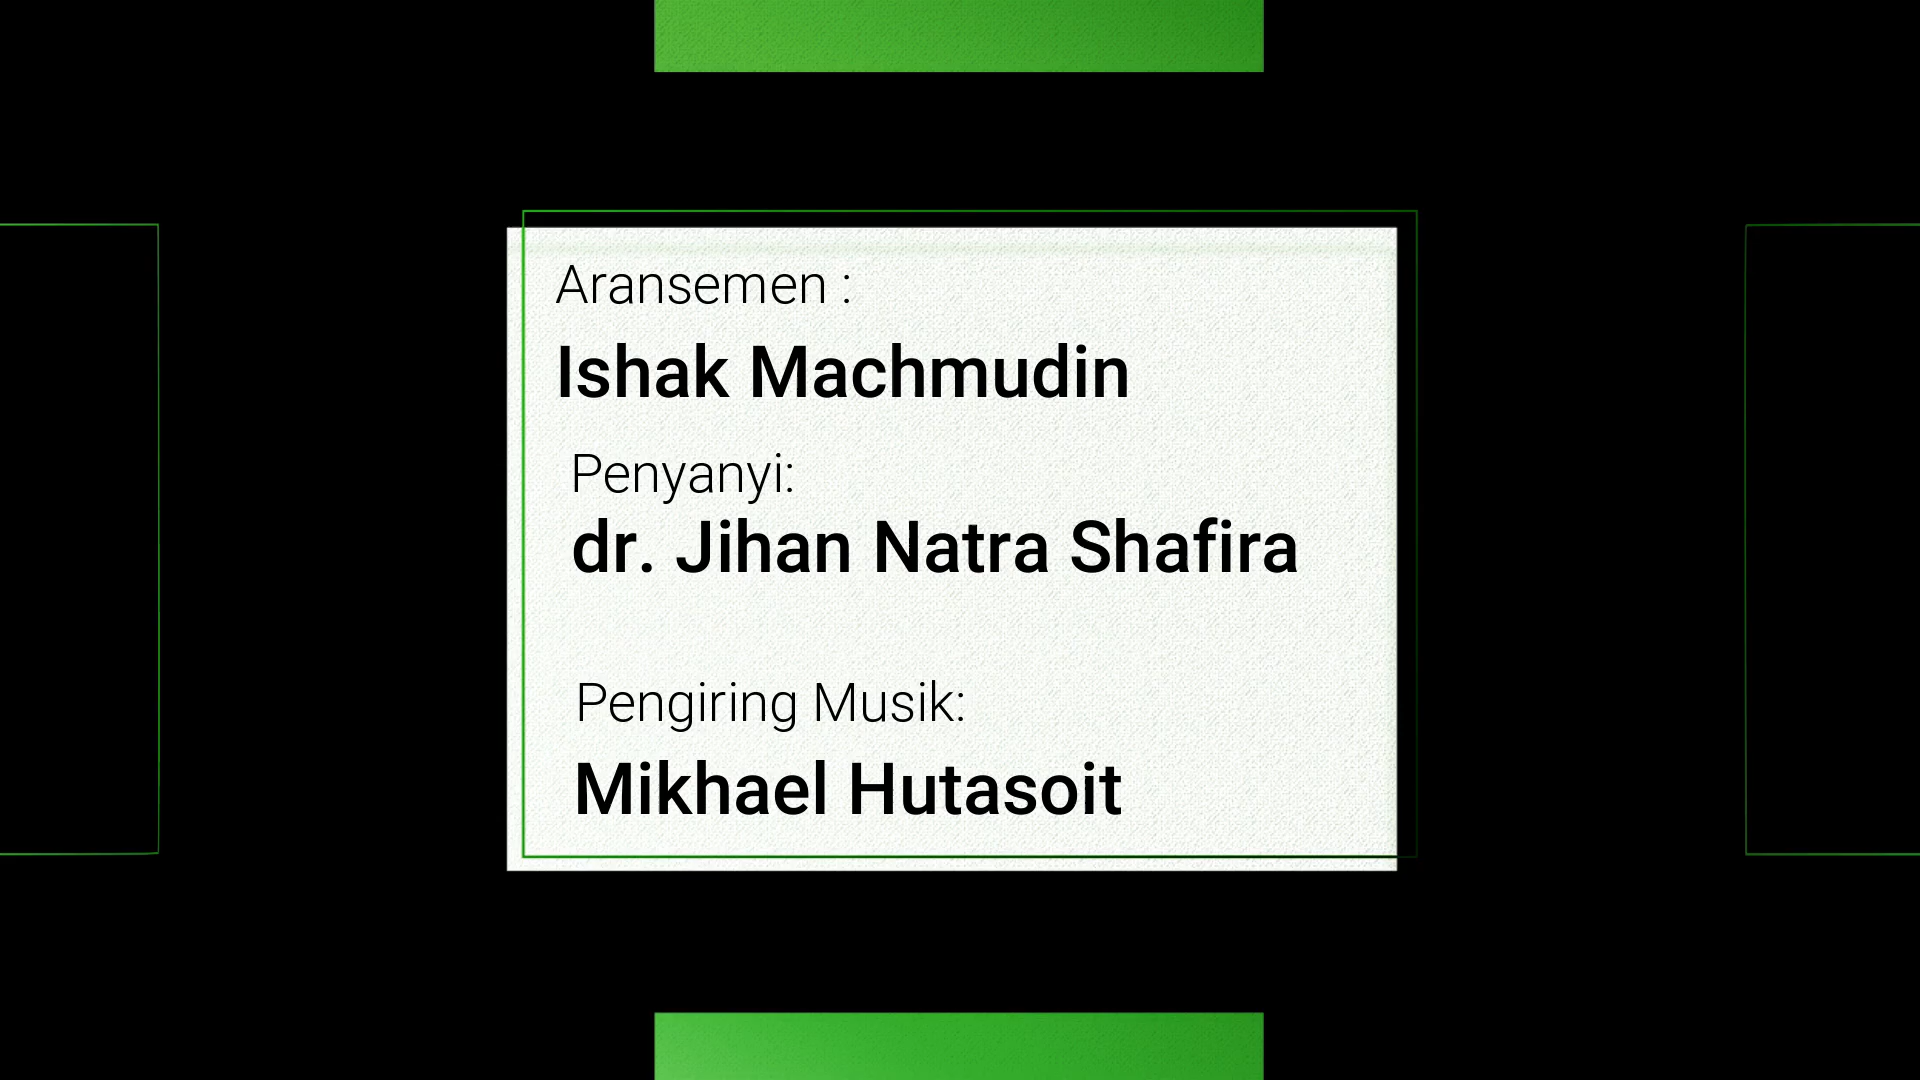 Aransemen :
Ishak Machmudin
Penyanyi:
dr. Jihan Natra Shafira
Pengiring Musik:
Mikhael Hutasoit